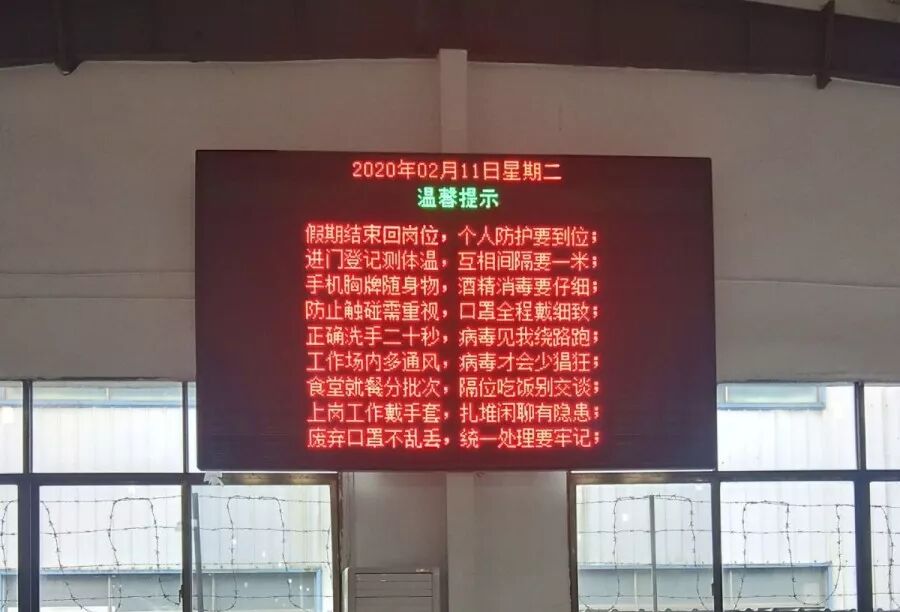 2020年02月11日星期二
温馨提示
假期结束回岗位，个人防护要到位；
进门登记测体温，互相间隔要一米；
手机胸牌随身物，酒精消毒要仔细；
防止触碰需重视，口罩全程戴细致；
正确洗手二十秒，病毒见我绕路跑；
工作场内多通风，病毒才会少猖狂；
食堂就餐分批次，隔位吃饭别交谈；
上岗工作戴手套，扎堆闲聊有隐患；
废弃口罩不乱丢，统一处理要牢记；